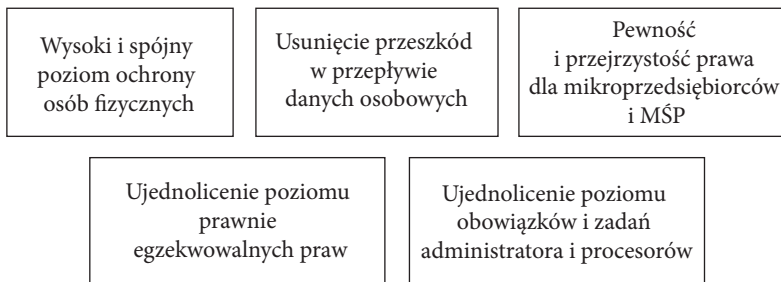 Wysoki i spójny
poziom ochrony
osób fizycznych
Usunięcie przeszkód
w przepływie
danych osobowych
Pewność
i przejrzystość prawa
dla mikroprzedsiębiorców
i MŚP
Ujednolicenie poziomu
prawnie
egzekwowalnych praw
Ujednolicenie poziomu
obowiązków i zadań
administratora i procesorów